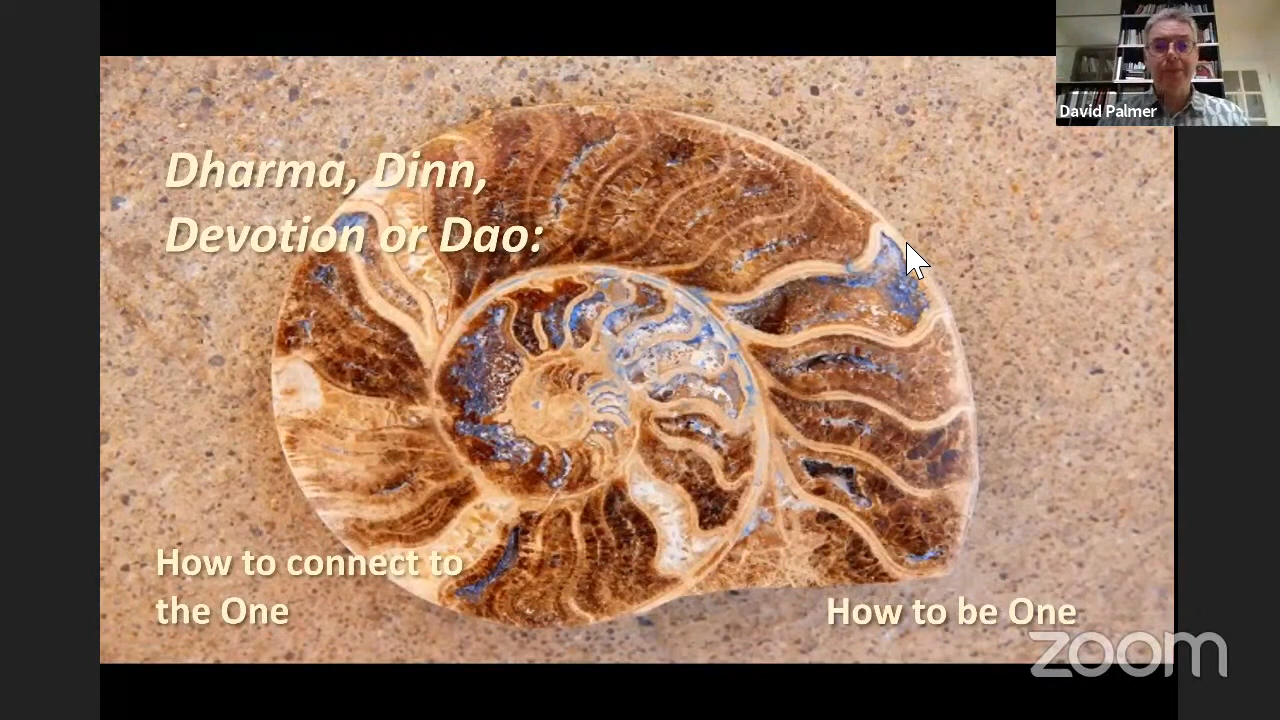 David Palmer
Dharma, Dinn,
Devotion or Dao:
How to connect to
the One
How to be One
zoom